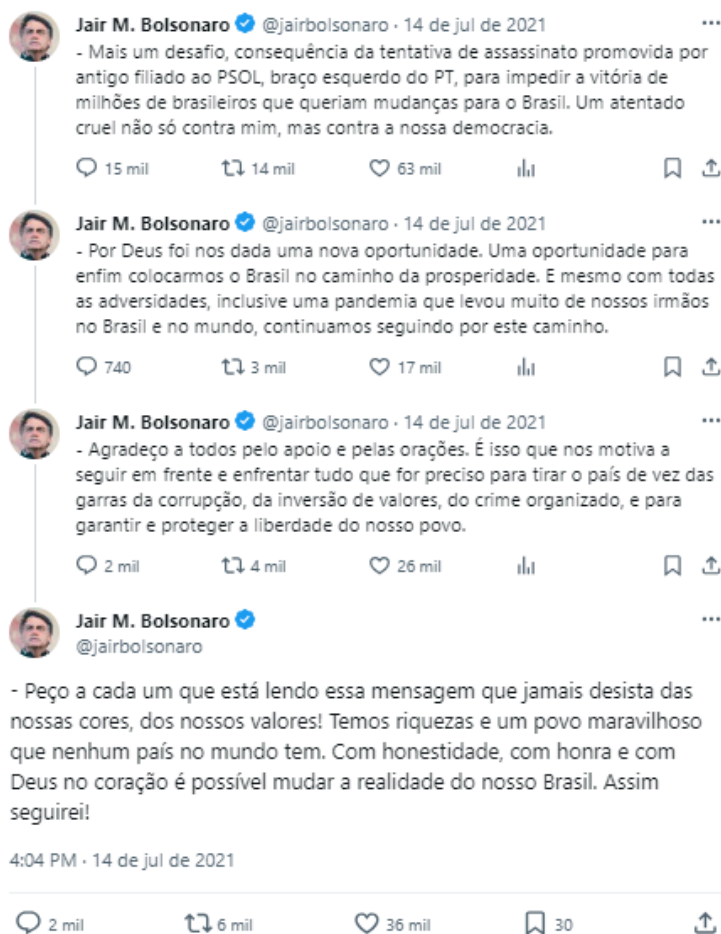 Jair M. Bolsonaro @jairbolsonaro · 14 de jul de 2021
- Mais um desafio, consequência da tentativa de assassinato promovida por
antigo filiado ao PSOL, braço esquerdo do PT, para impedir a vitória de
milhões de brasileiros que queriam mudanças para o Brasil. Um atentado
cruel não só contra mim, mas contra a nossa democracia.
15 mil 14 mil 63 mil
Jair M. Bolsonaro @jairbolsonaro · 14 de jul de 2021
- Por Deus foi nos dada uma nova oportunidade. Uma oportunidade para
enfim colocarmos o Brasil no caminho da prosperidade. E mesmo com todas
as adversidades, inclusive uma pandemia que levou muito de nossos irmãos
no Brasil e no mundo, continuamos seguindo por este caminho.
740 3 mil 17 mil
Jair M. Bolsonaro @jairbolsonaro · 14 de jul de 2021
- Agradeço a todos pelo apoio e pelas orações. É isso que nos motiva a
seguir em frente e enfrentar tudo que for preciso para tirar o país de vez das
garras da corrupção, da inversão de valores, do crime organizado, e para
garantir e proteger a liberdade do nosso povo.
2 mil 4 mil 26 mil
Jair M. Bolsonaro
@jairbolsonaro
- Peço a cada um que está lendo essa mensagem que jamais desista das
nossas cores, dos nossos valores! Temos riquezas e um povo maravilhoso
que nenhum país no mundo tem. Com honestidade, com honra e com
Deus no coração é possível mudar a realidade do nosso Brasil. Assim
seguirei!
4:04 PM · 14 de jul de 2021
2 mil 6 mil 36 mil 30